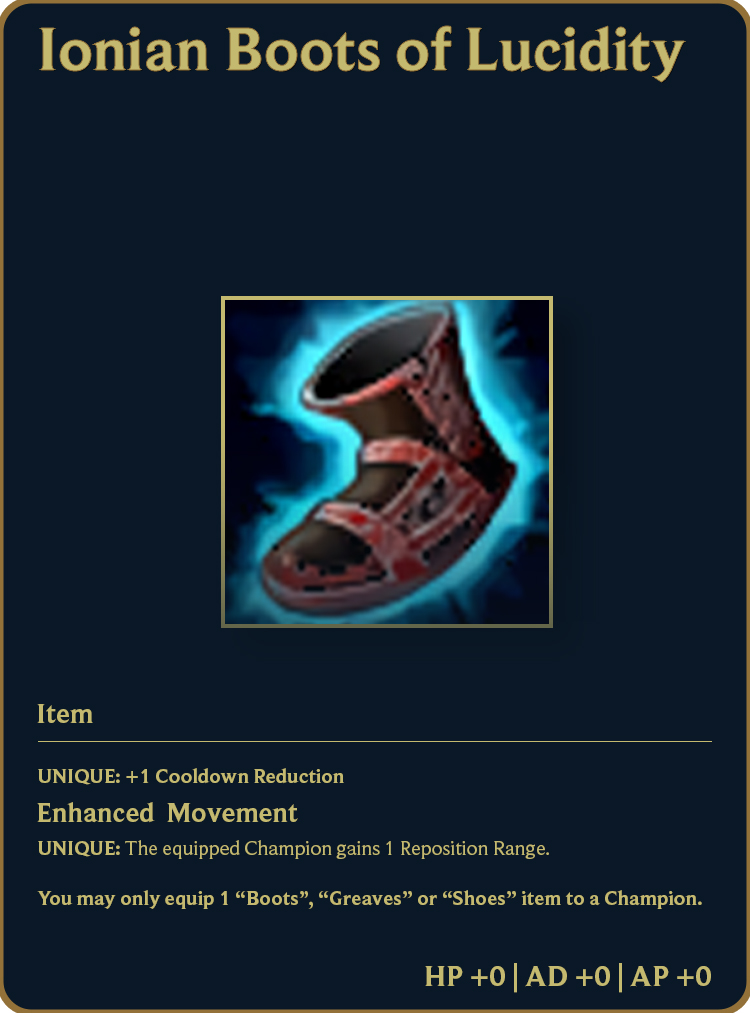 Ionian Boots of Lucidity
Item
UNIQUE: +1 Cooldown Reduction
Enhanced Movement
UNIQUE: The equipped Champion gains 1 Reposition Range.
You may only equip 1 “Boots”, “Greaves” or “Shoes” item to a Champion.
HP +0 | AD +0 | AP +0